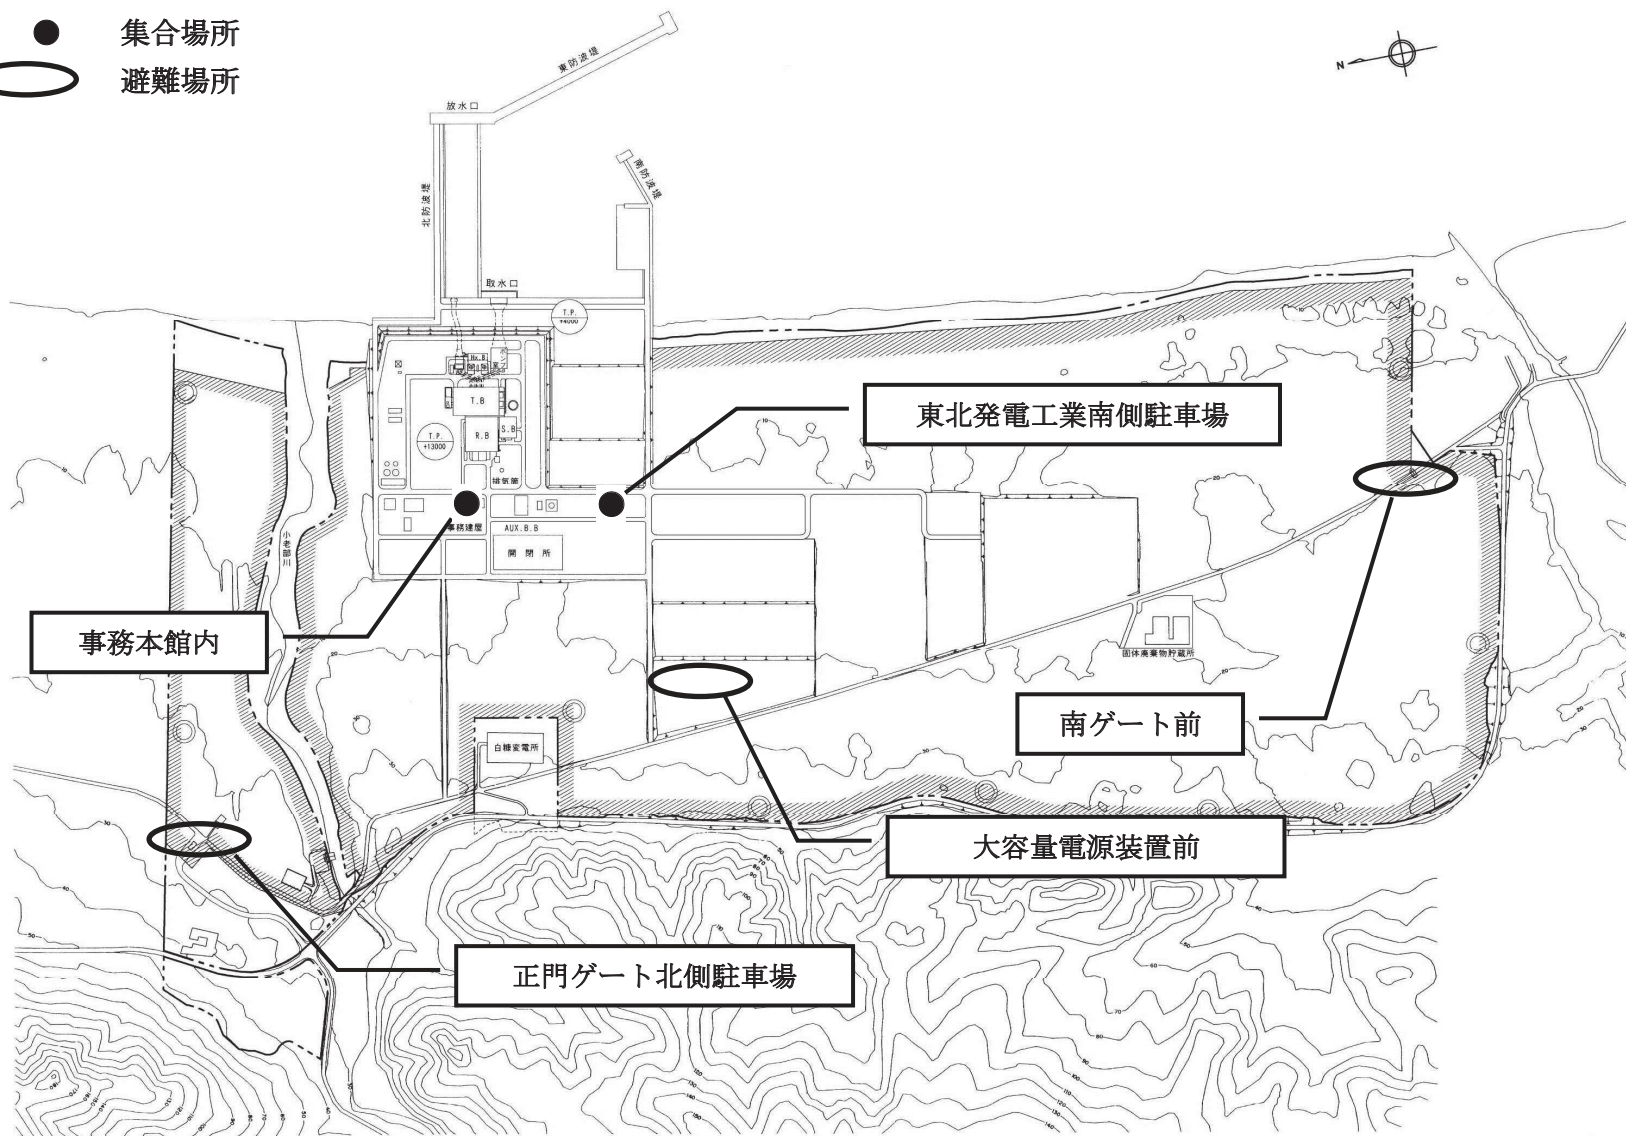 集合場所
避難場所
N
東防波堤
放水口
南防波堤
北防波堤
取水口
T.P.
+4000
Hx.B
T.B
S.B
R.B
T.P.
+13000
排気筒
事務建屋
AUX.B.B
開閉所
小老部川
東北発電工業南側駐車場
事務本館内
固体廃棄物貯蔵所
南ゲート前
白糠変電所
大容量電源装置前
正門ゲート北側駐車場